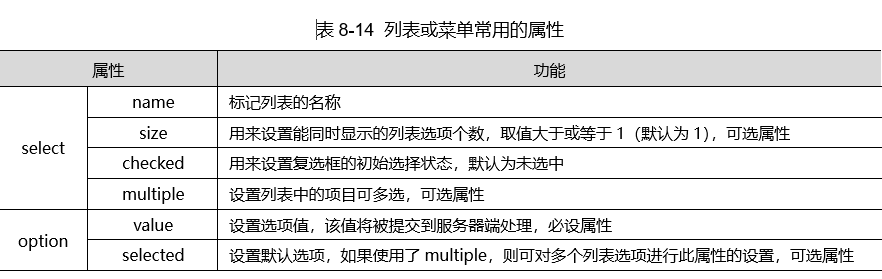 表 8-14 列表或菜单常用的属性
属性 功能
select
name 标记列表的名称
size 用来设置能同时显示的列表选项个数，取值大于或等于 1（默认为 1），可选属性
checked 用来设置复选框的初始选择状态，默认为未选中
multiple 设置列表中的项目可多选，可选属性
option
value 设置选项值，该值将被提交到服务器端处理，必设属性
selected 设置默认选项，如果使用了 multiple，则可对多个列表选项进行此属性的设置，可选属性